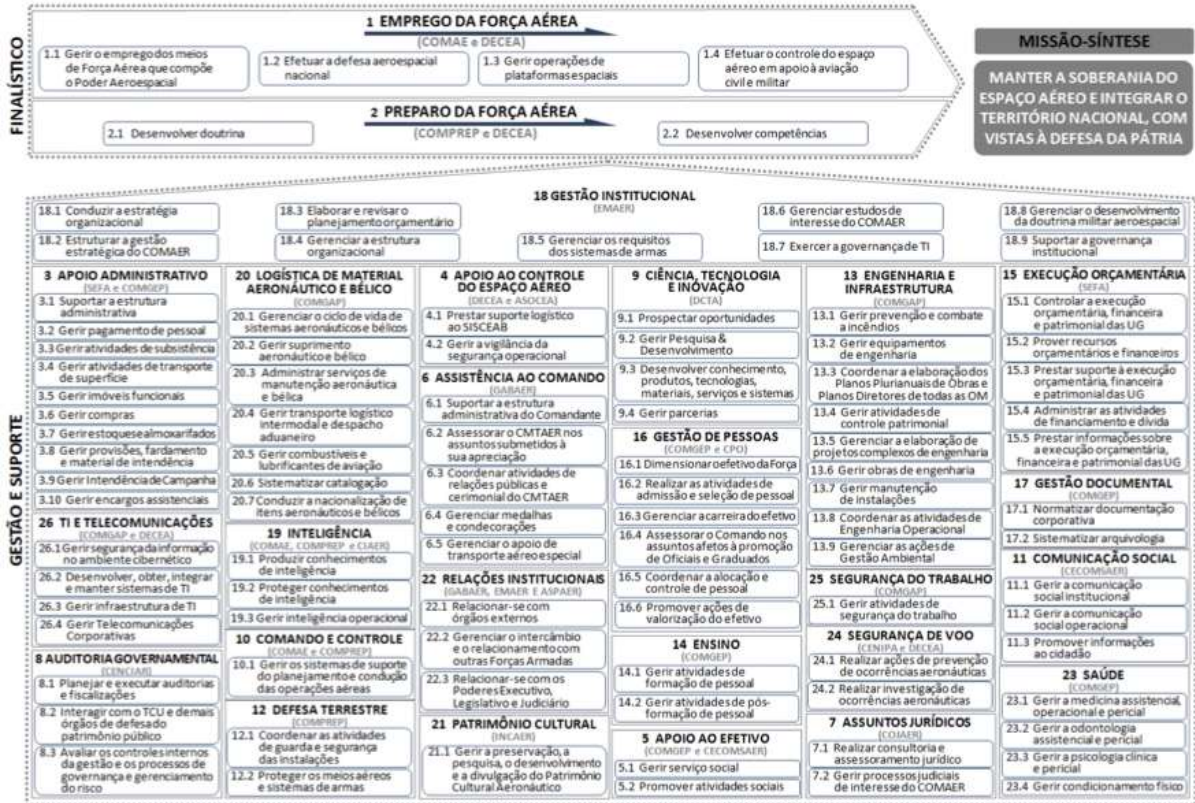 FINALÍSTICO
1 EMPREGO DA FORÇA AÉREA
(COMAE e DECEA)
1.1 Gerir o emprego dos meios
de Força Aérea que compõe
o Poder Aeroespacial
1.2 Efetuar a defesa aeroespacial
nacional
1.3 Gerir operações de
plataformas espaciais
1.4 Efetuar o controle do espaço
aéreo em apoio à aviação
civil e militar
2 PREPARO DA FORÇA AÉREA
(COMPREP e DECEA)
2.1 Desenvolver doutrina
2.2 Desenvolver competências
MISSÃO-SÍNTESE
MANTER A SOBERANIA DO
ESPAÇO AÉREO E INTEGRAR O
TERRITÓRIO NACIONAL, COM
VISTAS À DEFESA DA PÁTRIA
GESTÃO E SUPORTE
18 GESTÃO INSTITUCIONAL
(EMAER)
18.1 Conduzir a estratégia
organizacional
18.2 Estruturar a gestão
estratégica do COMAER
18.3 Elaborar e revisar o
planejamento orçamentário
18.4 Gerenciar a estrutura
organizacional
18.5 Gerenciar os requisitos
dos sistemas de armas
18.6 Gerenciar estudos de
interesse do COMAER
18.7 Exercer a governança de TI
18.8 Gerenciar o desenvolvimento
da doutrina militar aeroespacial
18.9 Suportar a governança
institucional
3 APOIO ADMINISTRATIVO
(SEFA e COMGEP)
3.1 Suportar a estrutura
administrativa
3.2 Gerir pagamento de pessoal
3.3 Gerir atividades de subsistência
3.4 Gerir atividades de transporte
de superfície
3.5 Gerir imóveis funcionais
3.6 Gerir compras
3.7 Gerir estoques e almoxarifados
3.8 Gerir provisões, fardamento
e material de intendência
3.9 Gerir Intendência de Campanha
3.10 Gerir encargos assistenciais
26 TI E TELECOMUNICAÇÕES
(COMGAP e DECEA)
26.1 Gerir segurança da informação
no ambiente cibernético
26.2 Desenvolver, obter, integrar
e manter sistemas de TI
26.3 Gerir infraestrutura de TI
26.4 Gerir Telecomunicações
Corporativas
8 AUDITORIA GOVERNAMENTAL
(CENCIAR)
8.1 Planejar e executar auditorias
e fiscalizações
8.2 Interagir com o TCU e demais
órgãos de defesa do
patrimônio público
8.3 Avaliar os controles internos
da gestão e os processos de
governança e gerenciamento
do risco
20 LOGÍSTICA DE MATERIAL
AERONÁUTICO E BÉLICO
(COMGAP)
20.1 Gerenciar o ciclo de vida de
sistemas aeronáuticos e bélicos
20.2 Gerir suprimento
aeronáutico e bélico
20.3 Administrar serviços de
manutenção aeronáutica
e bélica
20.4 Gerir transporte logístico
intermodal e despacho
aduaneiro
20.5 Gerir combustíveis e
lubrificantes de aviação
20.6 Sistematizar catalogação
20.7 Conduzir a nacionalização de
itens aeronáuticos e bélicos
19 INTELIGÊNCIA
(COMAE, COMPREP e CIAER)
19.1 Produzir conhecimentos
de inteligência
19.2 Proteger conhecimentos
de inteligência
19.3 Gerir inteligência operacional
10 COMANDO E CONTROLE
(COMAE e COMPREP)
10.1 Gerir os sistemas de suporte
do planejamento e condução
das operações aéreas
12 DEFESA TERRESTRE
(COMPREP)
12.1 Coordenar as atividades
de guarda e segurança
das instalações
12.2 Proteger os meios aéreos
e sistemas de armas
4 APOIO AO CONTROLE
DO ESPAÇO AÉREO
(DECEA e ASOCEA)
4.1 Prestar suporte logístico
ao SISCEAB
4.2 Gerir a vigilância da
segurança operacional
6 ASSISTÊNCIA AO COMANDO
(GABAER)
6.1 Suportar a estrutura
administrativa do Comandante
6.2 Assessorar o CMTAER nos
assuntos submetidos à
sua apreciação
6.3 Coordenar atividades de
relações públicas e
cerimonial do CMTAER
6.4 Gerenciar medalhas
e condecorações
6.5 Gerenciar o apoio de
transporte aéreo especial
22 RELAÇÕES INSTITUCIONAIS
(GABAER, EMAER E ASPAER)
22.1 Relacionar-se com
órgãos externos
22.2 Gerenciar o intercâmbio
e o relacionamento com
outras Forças Armadas
22.3 Relacionar-se com os
Poderes Executivo,
Legislativo e Judiciário
21 PATRIMÔNIO CULTURAL
(INCAER)
21.1 Gerir a preservação, a
pesquisa, o desenvolvimento
e a divulgação do Patrimônio
Cultural Aeronáutico
9 CIÊNCIA, TECNOLOGIA
E INOVAÇÃO
(DCTA)
9.1 Prospectar oportunidades
9.2 Gerir Pesquisa &
Desenvolvimento
9.3 Desenvolver conhecimento,
produtos, tecnologias,
materiais, serviços e sistemas
9.4 Gerir parcerias
16 GESTÃO DE PESSOAS
(COMGEP e CPO)
16.1 Dimensionar efetivo da Força
16.2 Realizar as atividades de
admissão e seleção de pessoal
16.3 Gerenciar a carreira do efetivo
16.4 Assessorar o Comando nos
assuntos afetos à promoção
de Oficiais e Graduados
16.5 Coordenar a alocação e
controle de pessoal
16.6 Promover ações de
valorização do efetivo
14 ENSINO
(COMGEP)
14.1 Gerir atividades de
formação de pessoal
14.2 Gerir atividades de pós-
formação de pessoal
5 APOIO AO EFETIVO
(COMGEP e CECOMSAER)
5.1 Gerir serviço social
5.2 Promover atividades sociais
13 ENGENHARIA E
INFRAESTRUTURA
(COMGAP)
13.1 Gerir prevenção e combate
a incêndios
13.2 Gerir equipamentos
de engenharia
13.3 Coordenar a elaboração dos
Planos Plurianuais de Obras e
Planos Diretores de todas as OM
13.4 Gerir atividades de
controle patrimonial
13.5 Gerenciar a elaboração de
projetos complexos de engenharia
13.6 Gerir obras de engenharia
13.7 Gerir manutenção
de instalações
13.8 Coordenar as atividades de
Engenharia Operacional
13.9 Gerenciar as ações de
Gestão Ambiental
25 SEGURANÇA DO TRABALHO
(COMGAP)
25.1 Gerir atividades de
segurança do trabalho
24 SEGURANÇA DE VOO
(CENIPA e DECEA)
24.1 Realizar ações de prevenção
de ocorrências aeronáuticas
24.2 Realizar investigação de
ocorrências aeronáuticas
7 ASSUNTOS JURÍDICOS
(COJAER)
7.1 Realizar consultoria e
assessoramento jurídico
7.2 Gerir processos judiciais
de interesse do COMAER
15 EXECUÇÃO ORÇAMENTÁRIA
(SEFA)
15.1 Controlar a execução
orçamentária, financeira
e patrimonial das UG
15.2 Prover recursos
orçamentários e financeiros
15.3 Prestar suporte à execução
orçamentária, financeira
e patrimonial das UG
15.4 Administrar as atividades
de financiamento e dívida
15.5 Prestar informações sobre
a execução orçamentária,
financeira e patrimonial das UG
17 GESTÃO DOCUMENTAL
(COMGEP)
17.1 Normatizar documentação
corporativa
17.2 Sistematizar arquivologia
11 COMUNICAÇÃO SOCIAL
(CECOMSAER)
11.1 Gerir a comunicação
social institucional
11.2 Gerir a comunicação
social operacional
11.3 Promover informações
ao cidadão
23 SAÚDE
(COMGEP)
23.1 Gerir a medicina assistencial,
operacional e pericial
23.2 Gerir a odontologia
assistencial e pericial
23.3 Gerir a psicologia clínica
e pericial
23.4 Gerir condicionamento físico